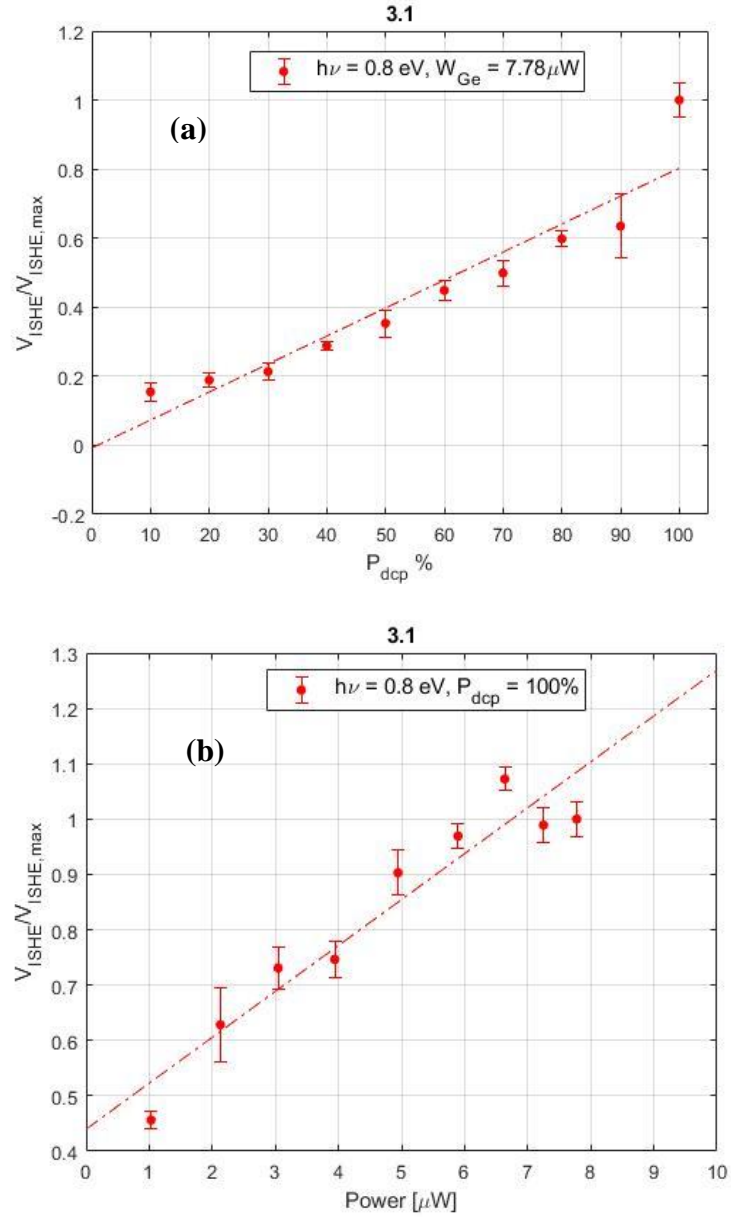 3.1
1.2
1
0.8
0.6
0.4
0.2
0
-0.2
V_ISHE/V_ISHE,max
hν = 0.8 eV, W_Ge = 7.78μW
(a)
0 10 20 30 40 50 60 70 80 90 100
P_dcp %
3.1
1.3
1.2
1.1
1
0.9
0.8
0.7
0.6
0.5
0.4
V_ISHE/V_ISHE,max
hν = 0.8 eV, P_dcp = 100%
(b)
0 1 2 3 4 5 6 7 8 9 10
Power [μW]